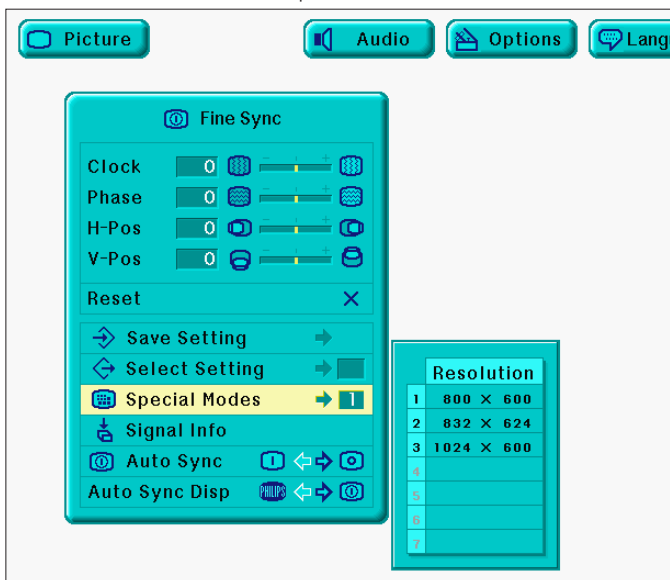 Picture
Audio
Options
Lang
Fine Sync
Clock 0 - +
Phase 0 - +
H-Pos 0 - +
V-Pos 0 - +
Reset
Save Setting
Select Setting
Special Modes 1
Signal Info
Auto Sync
Auto Sync Disp PHILIPS
Resolution
1 800 × 600
2 832 × 624
3 1024 × 600
4
5
6
7